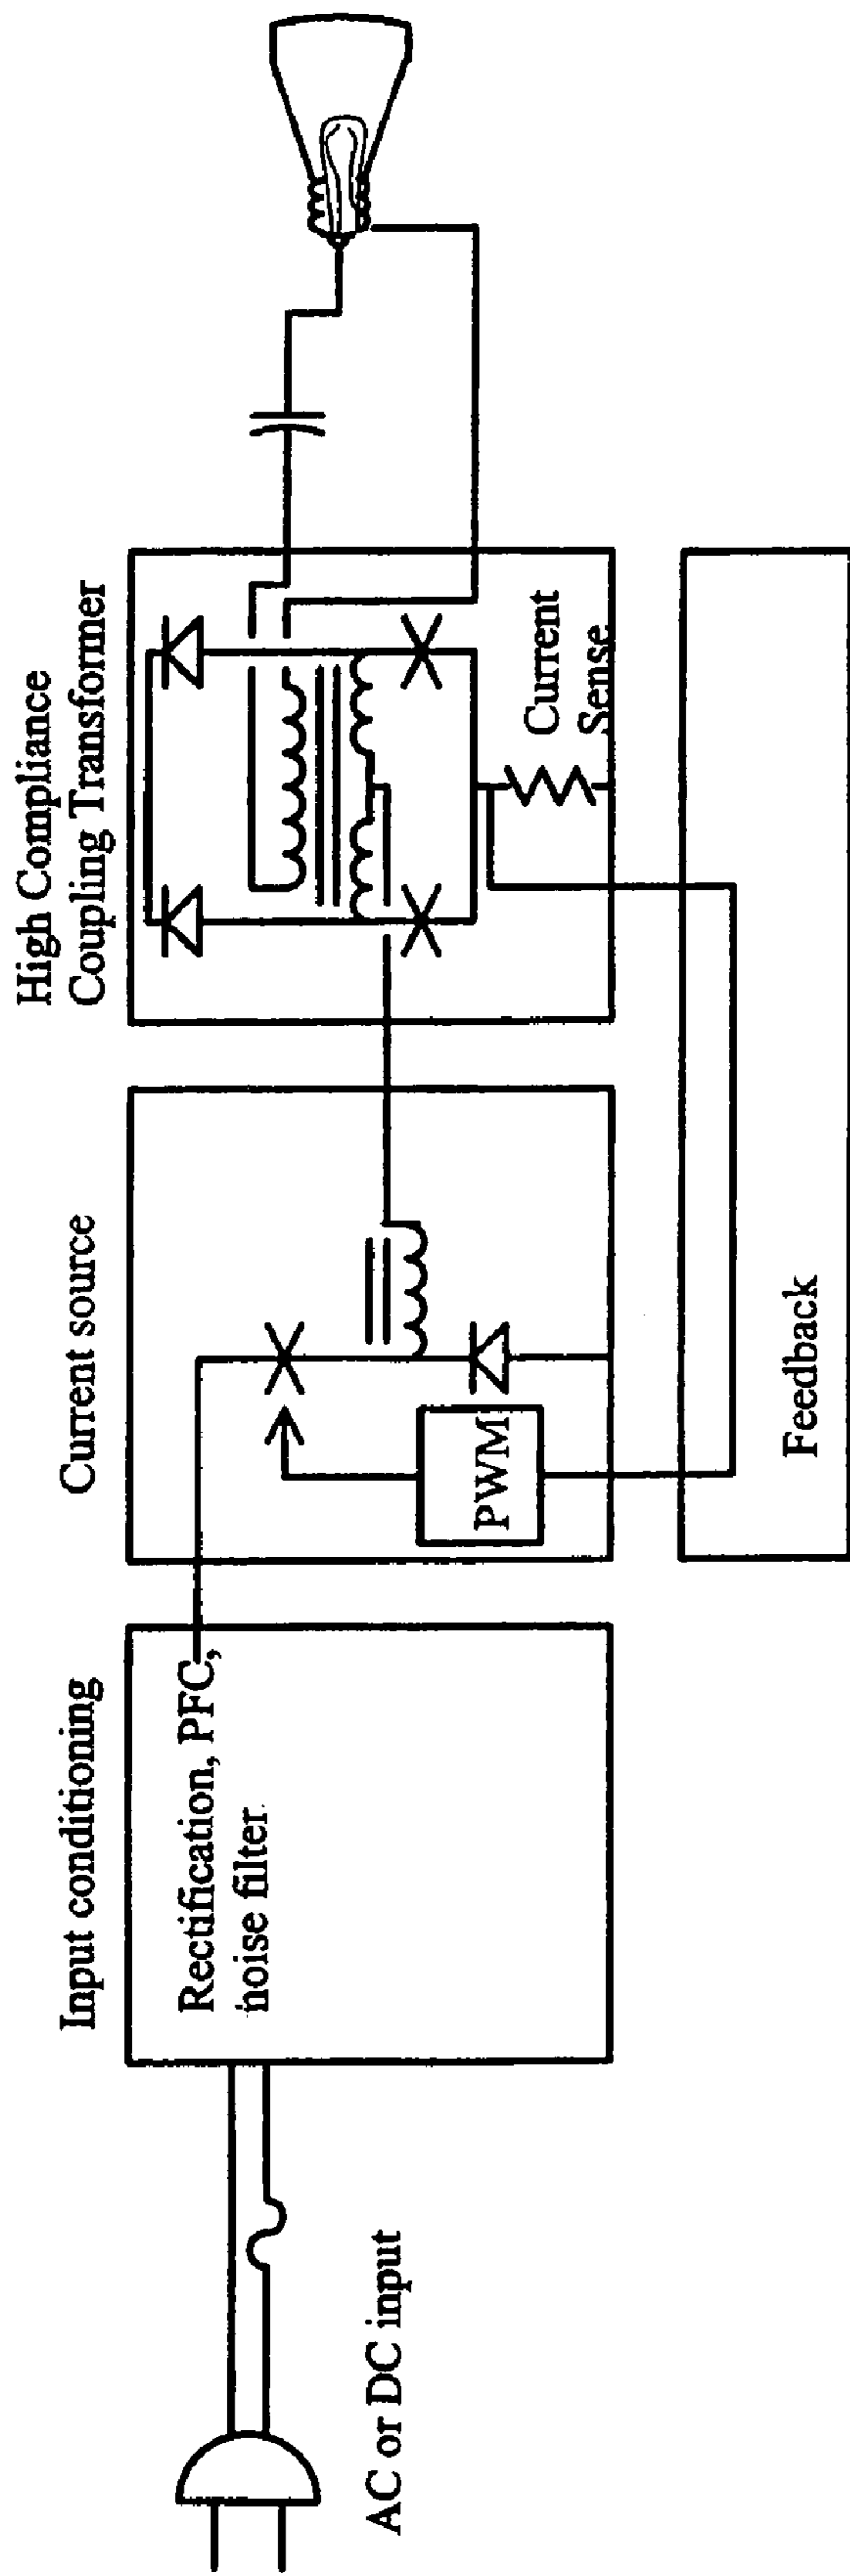 AC or DC input
Input conditioning
Rectification, PFC,
noise filter
Current source
PWM
High Compliance
Coupling Transformer
Current
Sense
Feedback